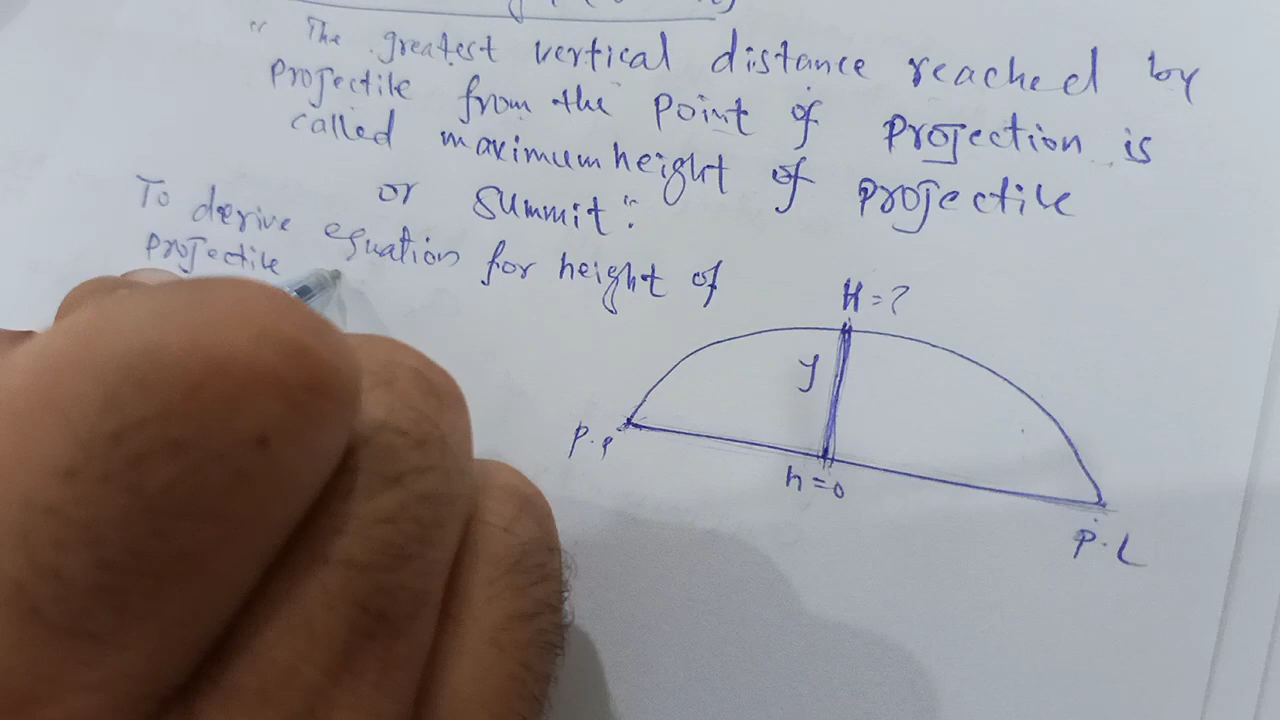 " The greatest vertical distance reached by
projectile from the point of projection is
called maximum height of projectile
or summit."
To derive equation for height of
projectile
H = ?
y
P.P
h = 0
P.L